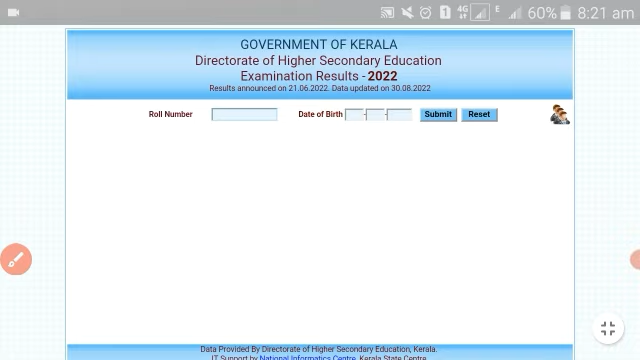 4G 1 E 60% 8:21 am
GOVERNMENT OF KERALA
Directorate of Higher Secondary Education
Examination Results - 2022
Results announced on 21.06.2022. Data updated on 30.08.2022
Roll Number Date of Birth - - Submit Reset
Data Provided By Directorate of Higher Secondary Education, Kerala.
IT Support by National Informatics Centre, Kerala State Centre